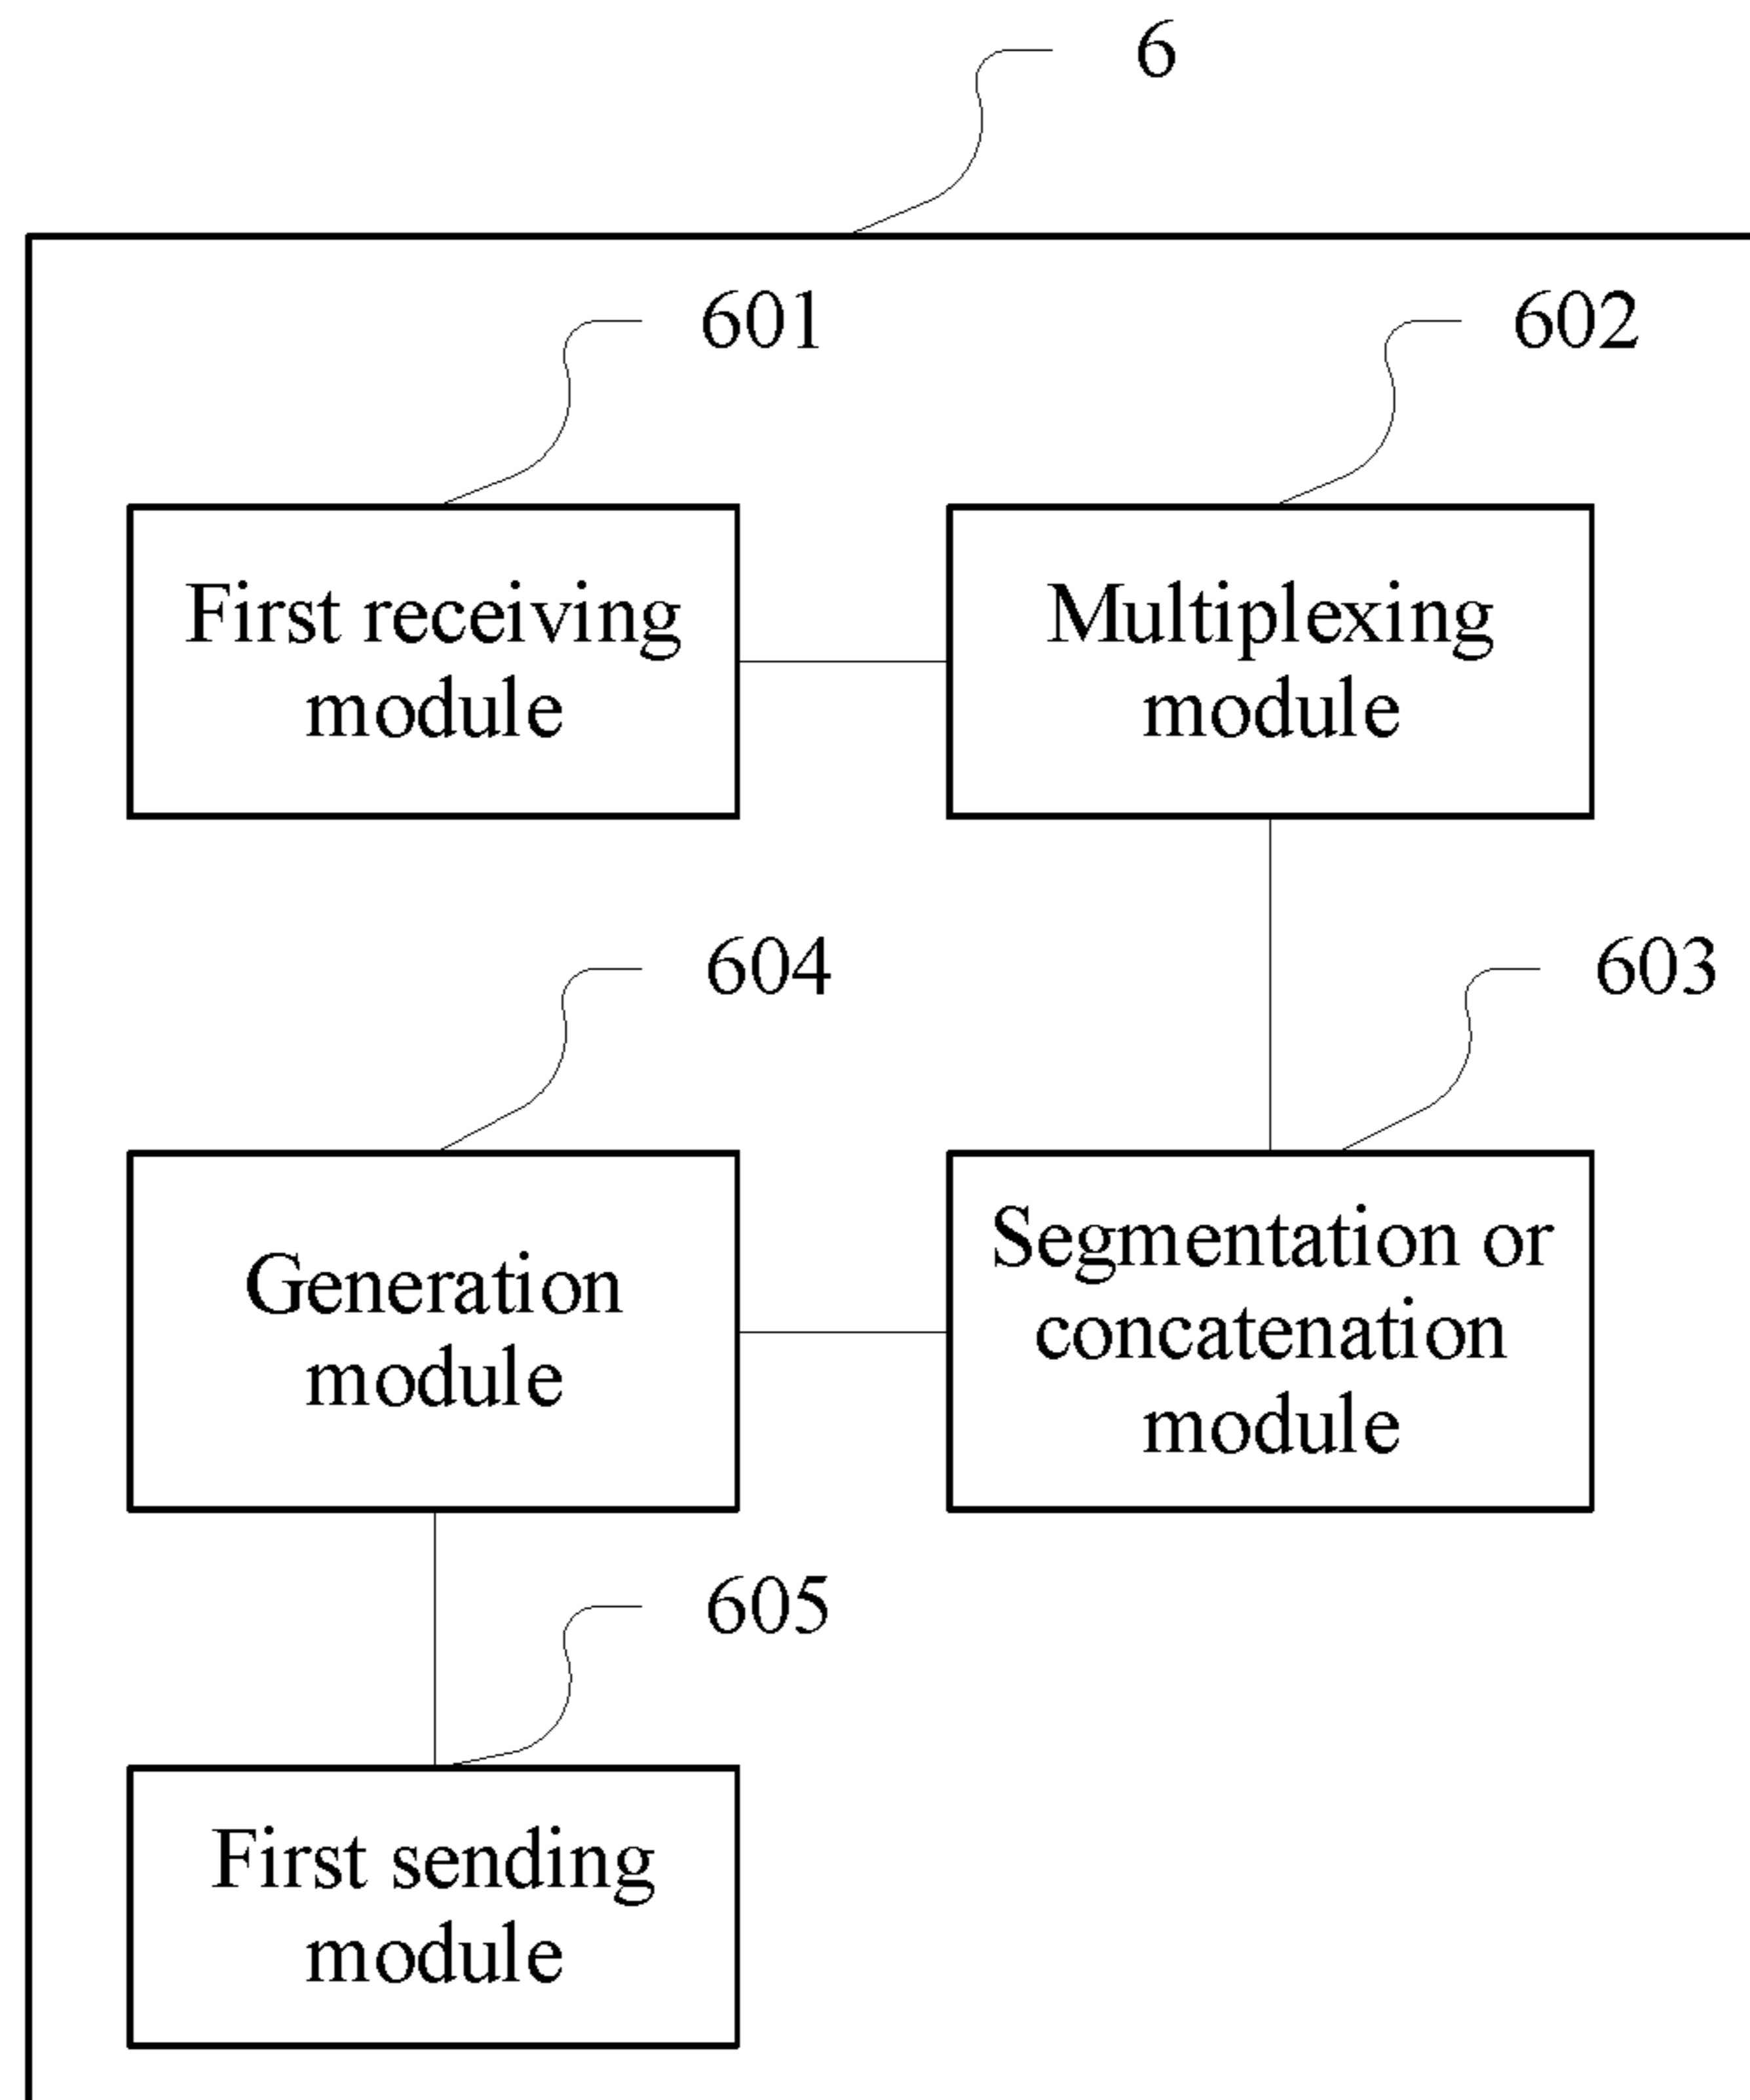 6
601
602
First receiving
module
Multiplexing
module
604
603
Generation
module
Segmentation or
concatenation
module
605
First sending
module